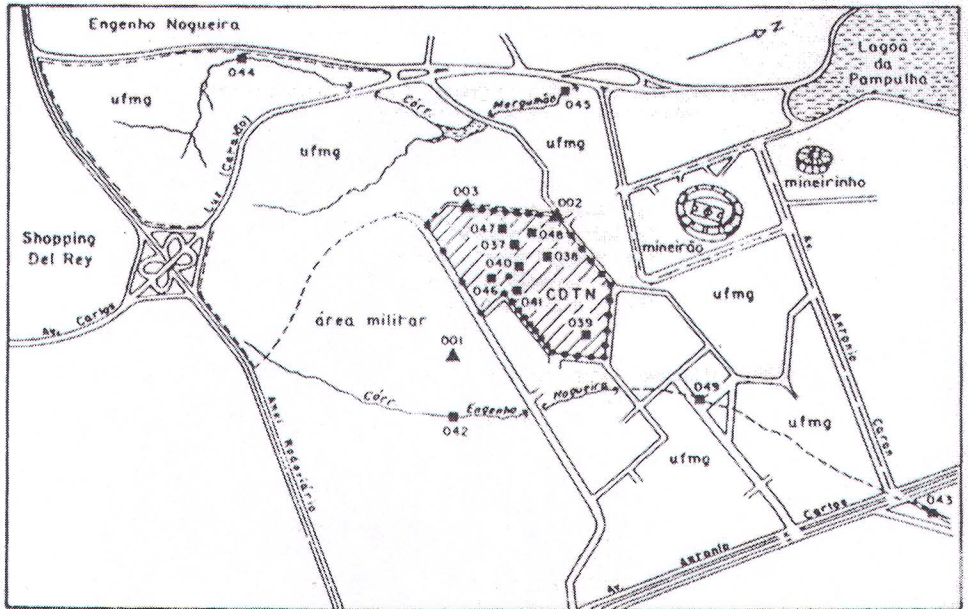 Engenho Nogueira
N
Lagoa
da
Pampulha
044
ufmg
Córr.
Mergulhão
045
ufmg
ufmg
Luz
mineirinho
003
002
047
048
037
038
mineirão
040
Shopping
Del Rey
046
CDTN
041
ufmg
Av. Carlos
área militar
039
001
Av. Antonio
Anel Rodoviário
Córr. Engenho Nogueira
049
042
ufmg
ufmg
043
Av. Antonio Carlos